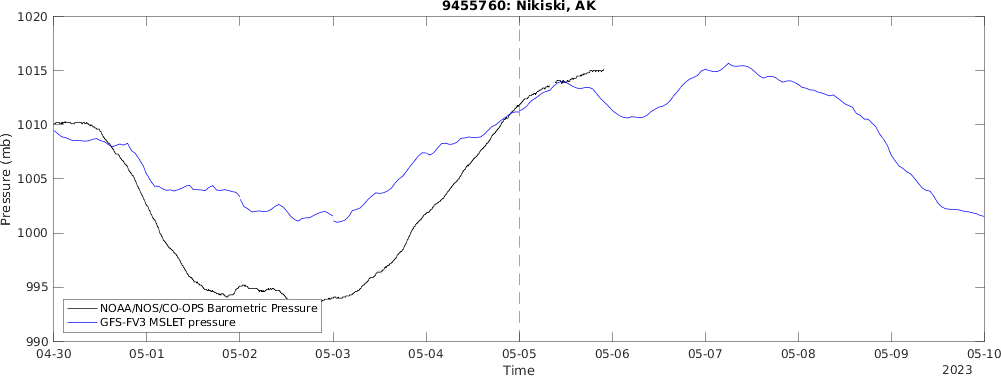 9455760: Nikiski, AK
1020
1015
1010
1005
1000
995
990
Pressure (mb)
NOAA/NOS/CO-OPS Barometric Pressure
GFS-FV3 MSLET pressure
04-30 05-01 05-02 05-03 05-04 05-05 05-06 05-07 05-08 05-09 05-10
Time
2023